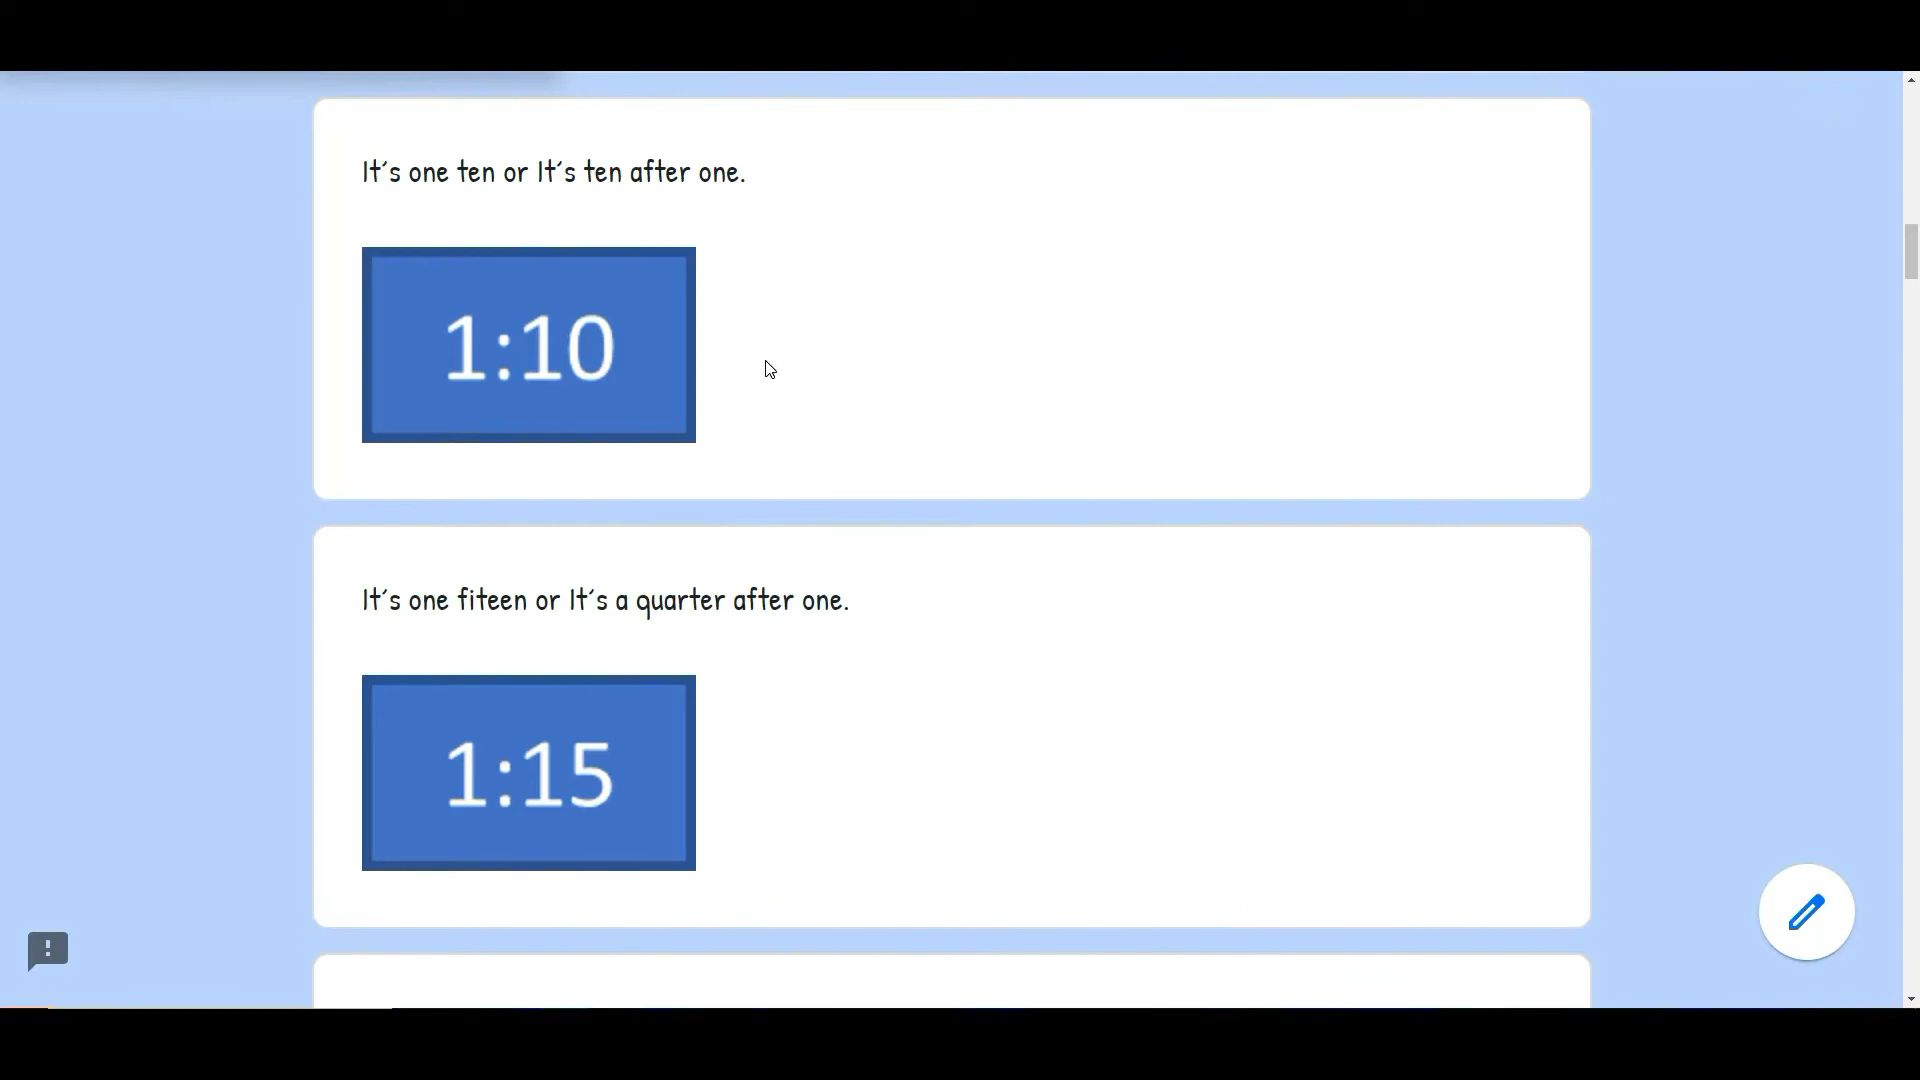 It´s one ten or It´s ten after one.
1:10
It´s one fiteen or It´s a quarter after one.
1:15